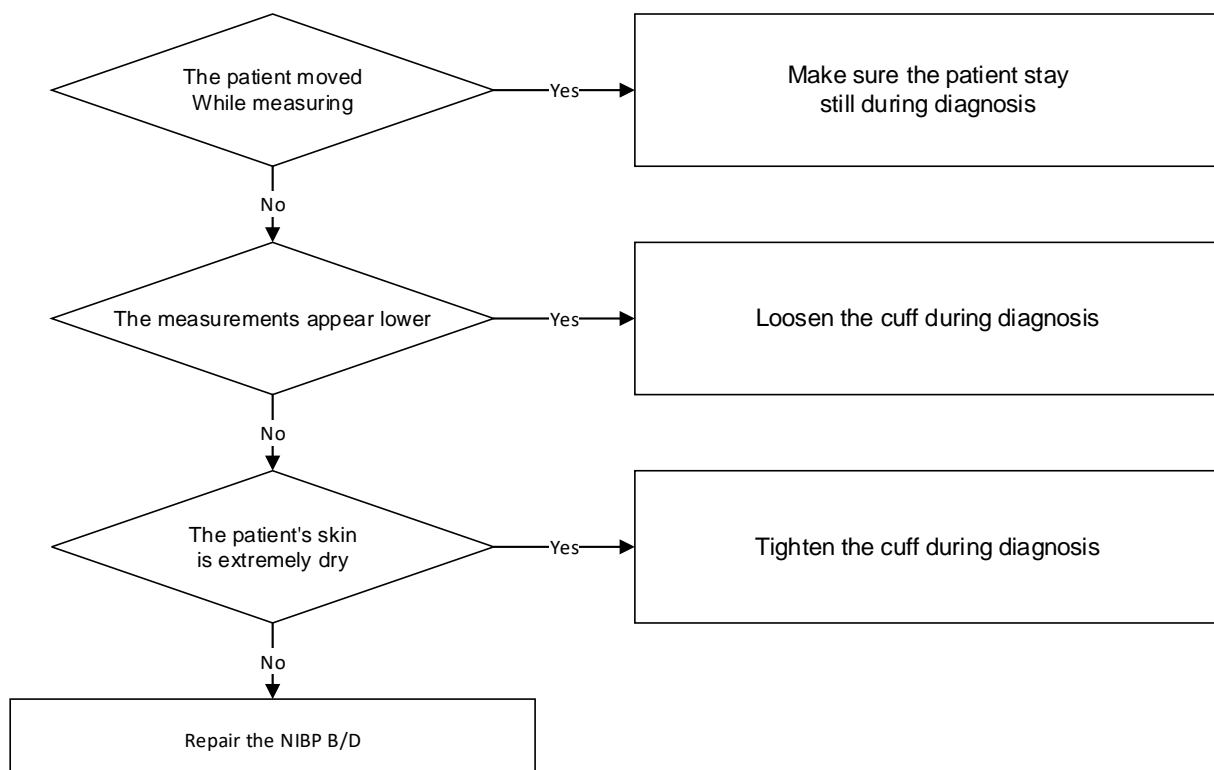 The patient moved
While measuring
Yes
Make sure the patient stay
still during diagnosis
No
The measurements appear lower
Yes
Loosen the cuff during diagnosis
No
The patient's skin
is extremely dry
Yes
Tighten the cuff during diagnosis
No
Repair the NIBP B/D